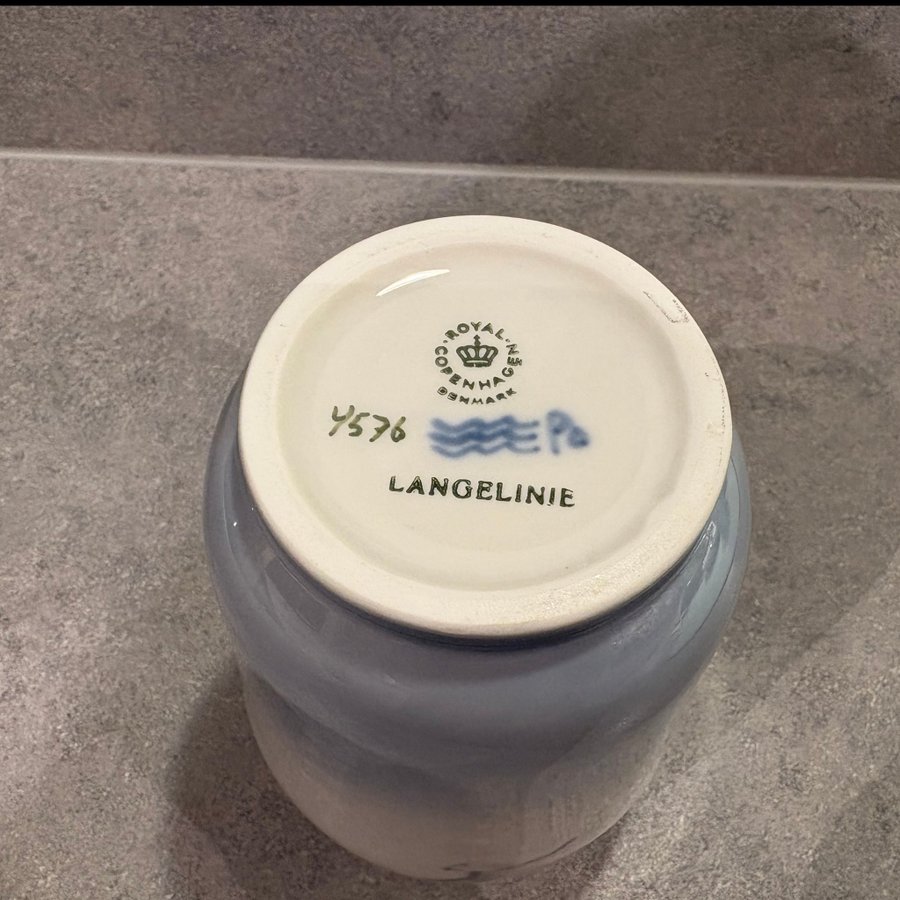 ROYAL
COPENHAGEN
DENMARK
4576
LANGELINIE